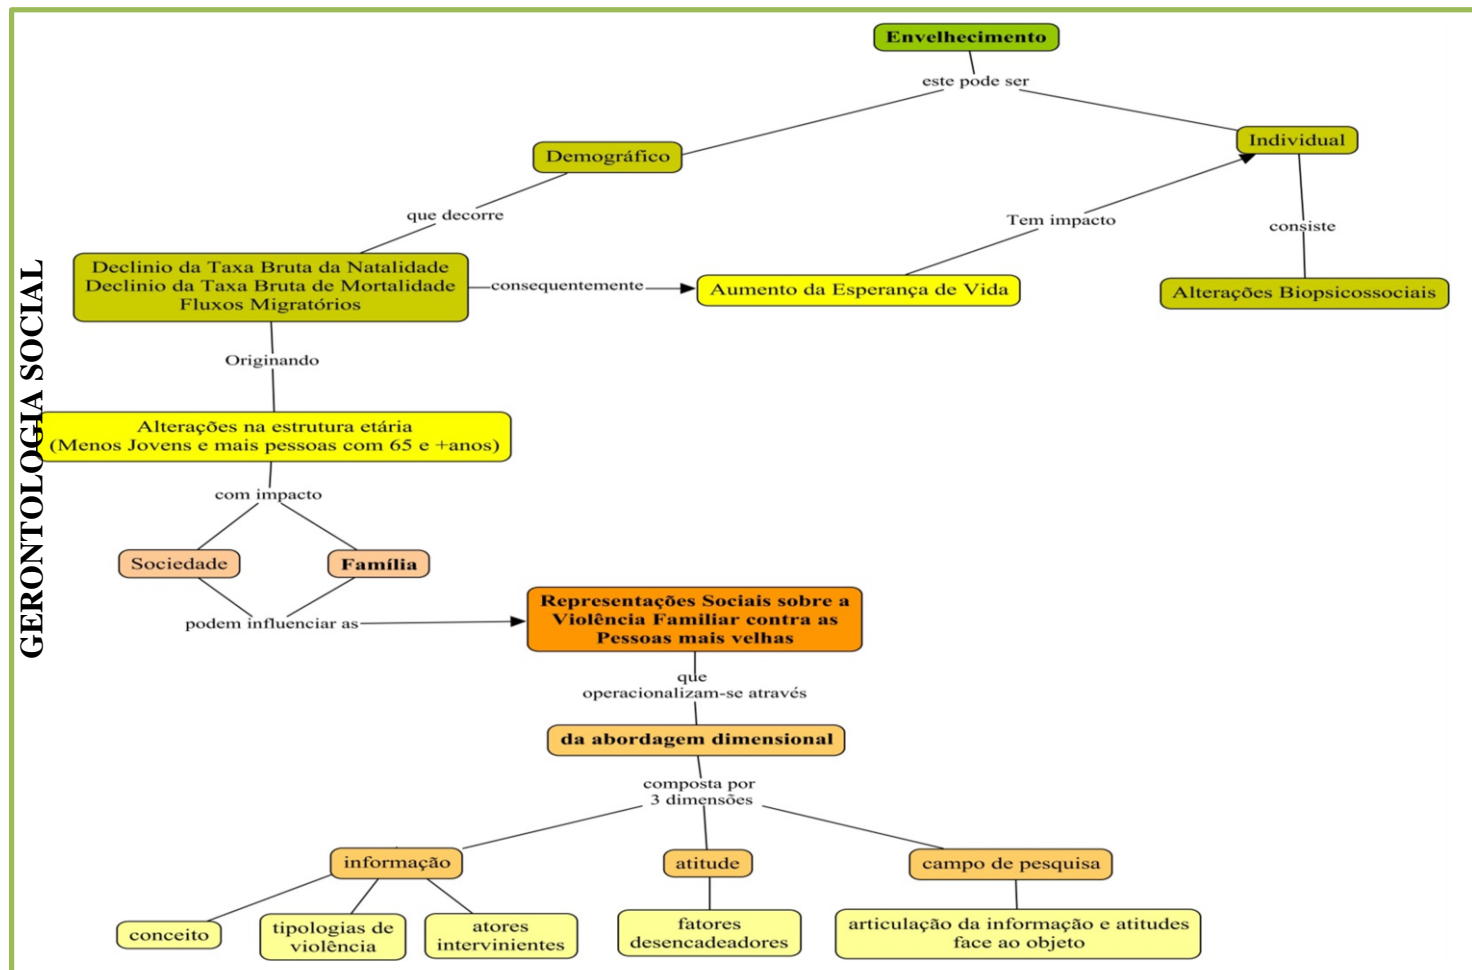 GERONTOLOGIA SOCIAL
Envelhecimento
este pode ser
Demográfico
Individual
que decorre
Tem impacto
consiste
Declinio da Taxa Bruta da Natalidade
Declinio da Taxa Bruta de Mortalidade
Fluxos Migratórios
consequentemente
Aumento da Esperança de Vida
Alterações Biopsicossociais
Originando
Alterações na estrutura etária
(Menos Jovens e mais pessoas com 65 e +anos)
com impacto
Sociedade
Família
podem influenciar as
Representações Sociais sobre a
Violência Familiar contra as
Pessoas mais velhas
que
operacionalizam-se através
da abordagem dimensional
composta por
3 dimensões
informação
atitude
campo de pesquisa
conceito
tipologias de
violência
atores
intervinientes
fatores
desencadeadores
articulação da informação e atitudes
face ao objeto